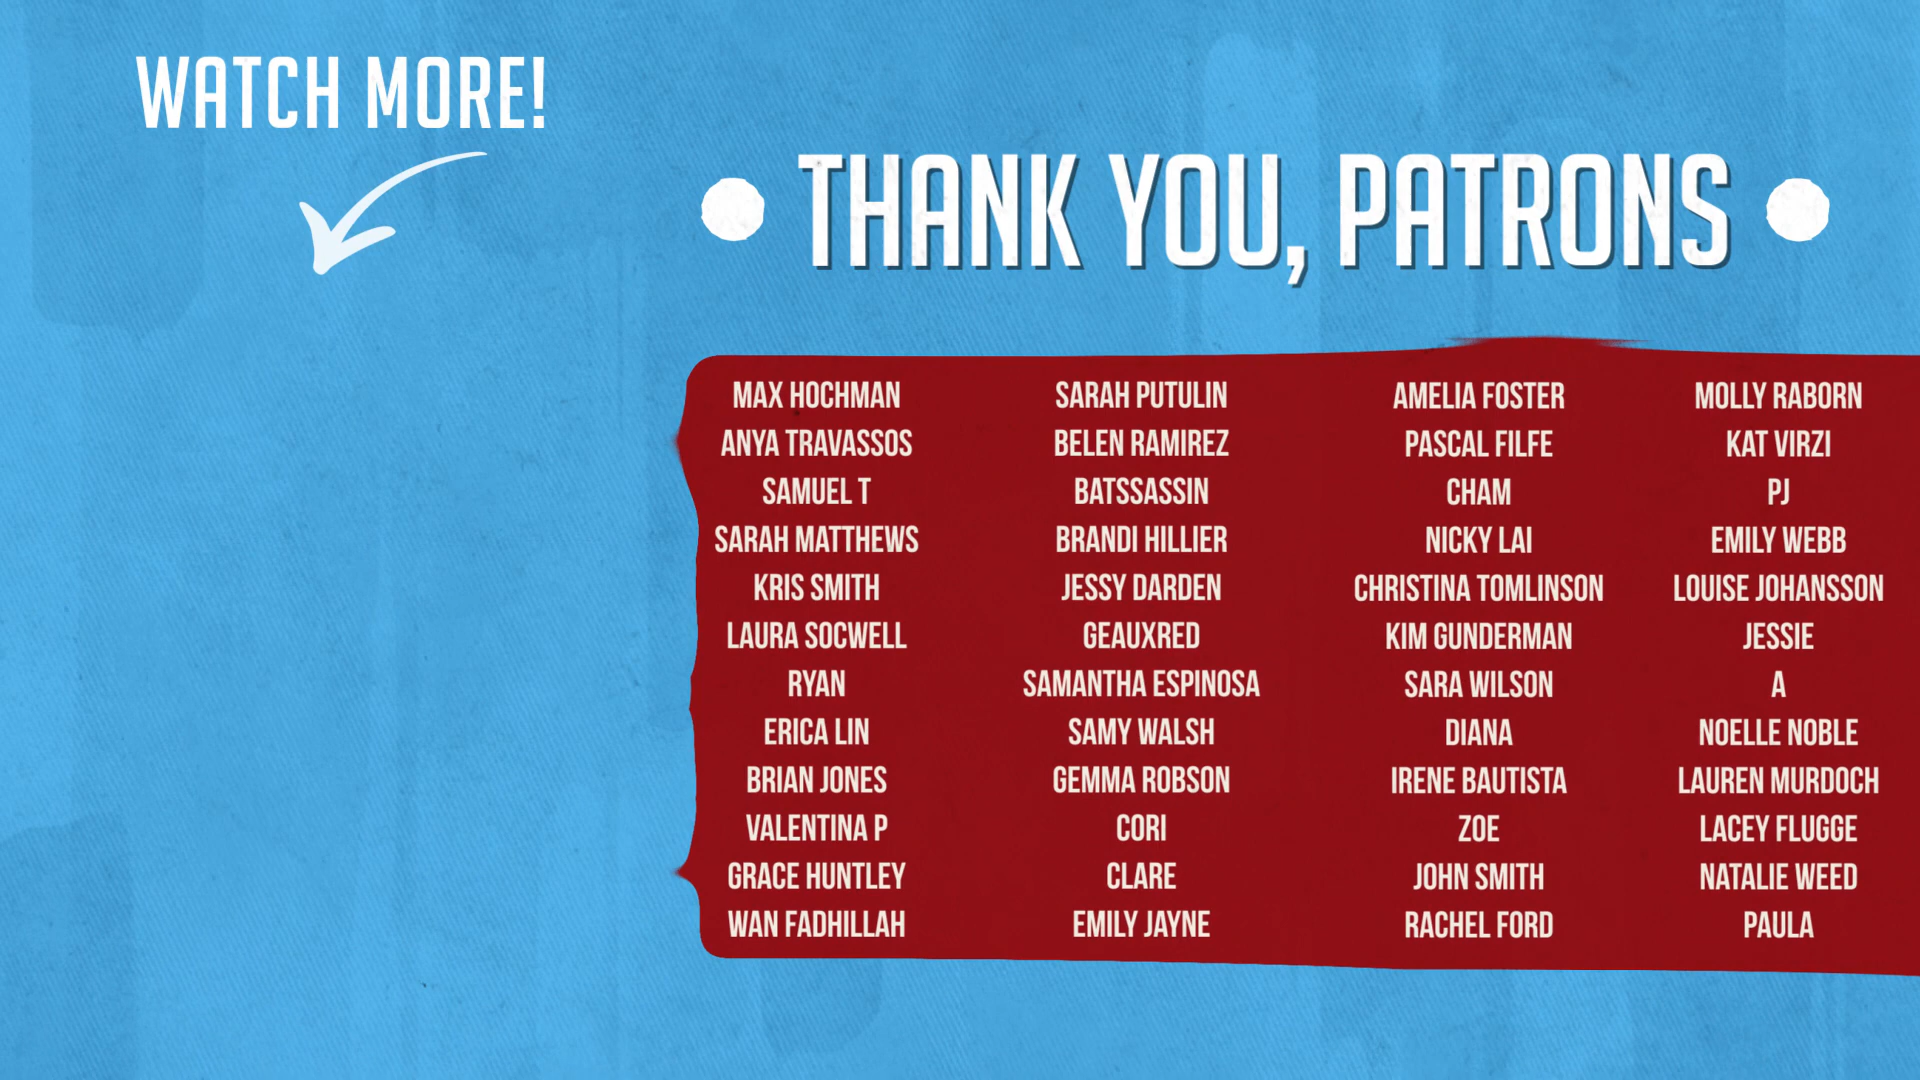 WATCH MORE!
THANK YOU, PATRONS
MAX HOCHMAN
ANYA TRAVASSOS
SAMUEL T
SARAH MATTHEWS
KRIS SMITH
LAURA SOCWELL
RYAN
ERICA LIN
BRIAN JONES
VALENTINA P
GRACE HUNTLEY
WAN FADHILLAH
SARAH PUTULIN
BELEN RAMIREZ
BATSSASSIN
BRANDI HILLIER
JESSY DARDEN
GEAUXRED
SAMANTHA ESPINOSA
SAMY WALSH
GEMMA ROBSON
CORI
CLARE
EMILY JAYNE
AMELIA FOSTER
PASCAL FILFE
CHAM
NICKY LAI
CHRISTINA TOMLINSON
KIM GUNDERMAN
SARA WILSON
DIANA
IRENE BAUTISTA
ZOE
JOHN SMITH
RACHEL FORD
MOLLY RABORN
KAT VIRZI
PJ
EMILY WEBB
LOUISE JOHANSSON
JESSIE
A
NOELLE NOBLE
LAUREN MURDOCH
LACEY FLUGGE
NATALIE WEED
PAULA